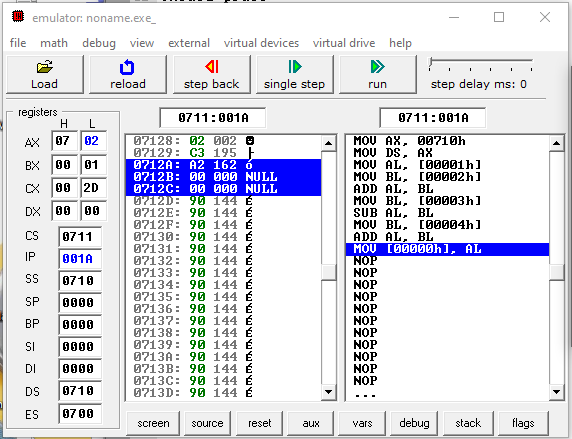 emulator: noname.exe_
file math debug view external virtual devices virtual drive help
Load reload step back single step run step delay ms: 0
registers
H L
AX 07 02
BX 00 01
CX 00 2D
DX 00 00
CS 0711
IP 001A
SS 0710
SP 0000
BP 0000
SI 0000
DI 0000
DS 0710
ES 0700
0711:001A
07128: 02 002
07129: C3 195 ├
0712A: A2 162 ó
0712B: 00 000 NULL
0712C: 00 000 NULL
0712D: 90 144 É
0712E: 90 144 É
0712F: 90 144 É
07130: 90 144 É
07131: 90 144 É
07132: 90 144 É
07133: 90 144 É
07134: 90 144 É
07135: 90 144 É
07136: 90 144 É
07137: 90 144 É
07138: 90 144 É
07139: 90 144 É
0713A: 90 144 É
0713B: 90 144 É
0713C: 90 144 É
0713D: 90 144 É
0711:001A
MOV AX, 00710h
MOV DS, AX
MOV AL, [00001h]
MOV BL, [00002h]
ADD AL, BL
MOV BL, [00003h]
SUB AL, BL
MOV BL, [00004h]
ADD AL, BL
MOV [00000h], AL
NOP
NOP
NOP
NOP
NOP
NOP
NOP
NOP
NOP
NOP
NOP
...
screen source reset aux vars debug stack flags